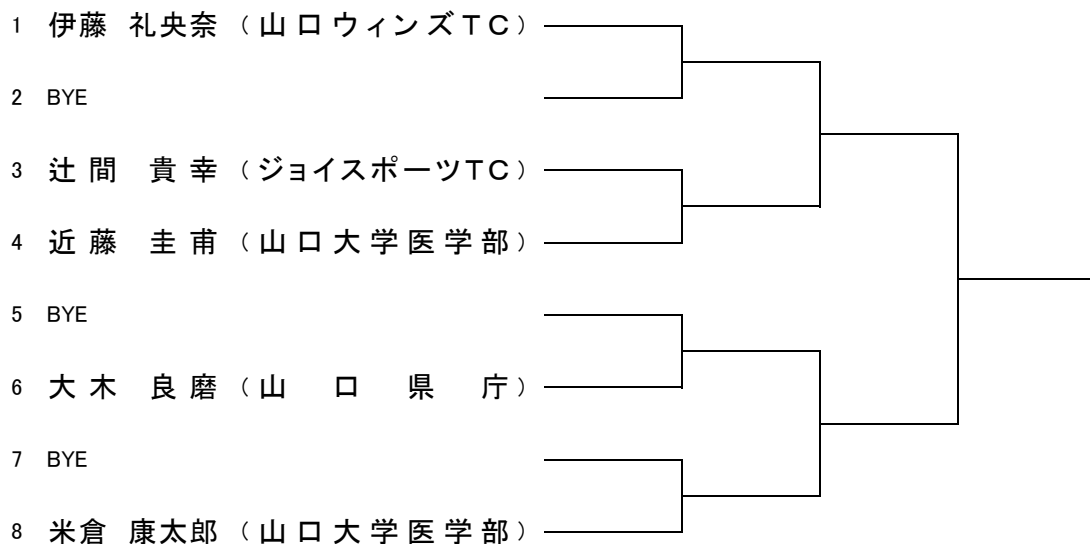 1 伊藤 礼央奈 (山口ウィンズTC)
2 BYE
3 辻間 貴幸 (ジョイスポーツTC)
4 近藤 圭甫 (山口大学医学部)
5 BYE
6 大木 良磨 (山口県庁)
7 BYE
8 米倉 康太郎 (山口大学医学部)